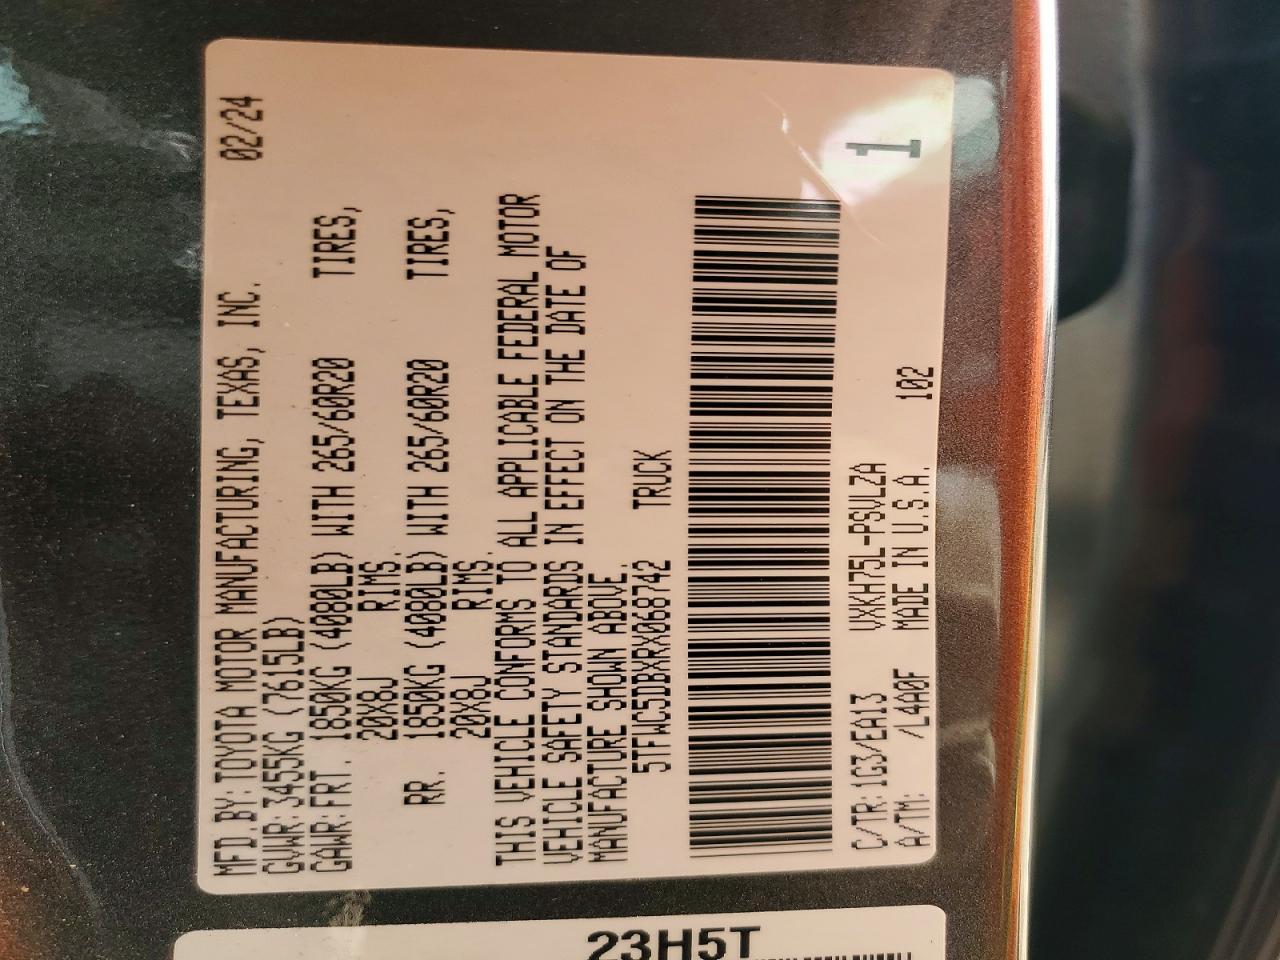 MFD.BY: TOYOTA MOTOR MANUFACTURING, TEXAS, INC. 02/24
GVWR: 3455KG (7615LB)
GAWR: FRT. 1850KG (4080LB) WITH 265/60R20 TIRES,
20X8J RIMS.
RR. 1850KG (4080LB) WITH 265/60R20 TIRES,
20X8J RIMS.
THIS VEHICLE CONFORMS TO ALL APPLICABLE FEDERAL MOTOR
VEHICLE SAFETY STANDARDS IN EFFECT ON THE DATE OF
MANUFACTURE SHOWN ABOVE.
5TFWC5DBXRX068742 TRUCK
C/TR: 1G3/EA13 VXKH75L-PSVLZA 1
A/TM: /L4A0F MADE IN U.S.A. 102
23H5T